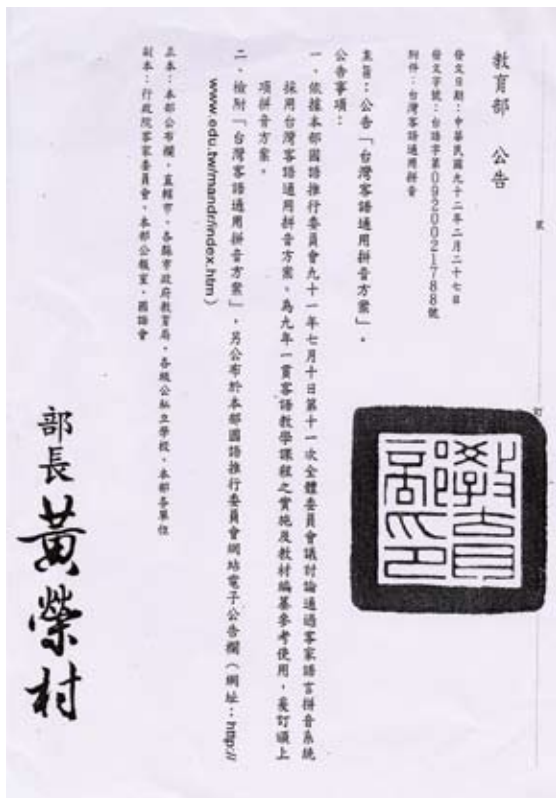 教育部 公告
發文日期：中華民國九十二年二月二十七日
發文字號：台語字第0920021788號
附件：台灣客語通用拼音
主旨：公告「台灣客語通用拼音方案」。
公告事項：
一、依據本部國語推行委員會九十一年七月十日第十一次全體委員會議討論通過客家語言拼音系統
採用台灣客語通用拼音方案、為九年一貫客語教學課程之實施及教材編纂參考使用，爰訂頒上
項拼音方案。
二、檢附「台灣客語通用拼音方案」，另公布於本部國語推行委員會網站電子公告欄（網址：http://
www.edu.tw/mandr/index.htm）
正本：本部公布欄、直轄市、各縣市政府教育局、各級公私立學校、本部各單位
副本：行政院客家委員會、本部公報室、國語會
部長 黃榮村
教育部印
訂